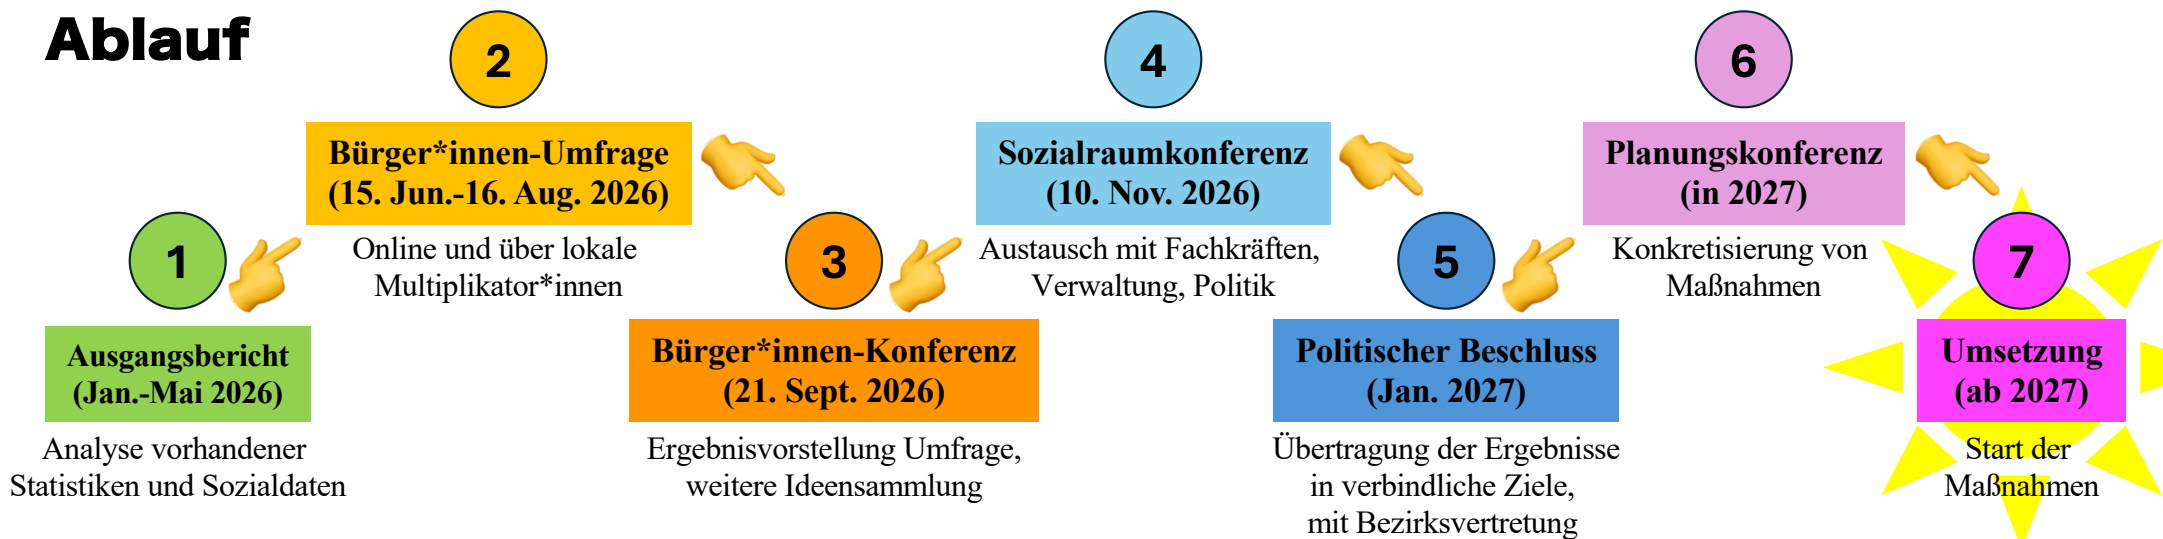 Ablauf
1
Ausgangsbericht
(Jan.-Mai 2026)
Analyse vorhandener
Statistiken und Sozialdaten
2
Bürger*innen-Umfrage
(15. Jun.-16. Aug. 2026)
Online und über lokale
Multiplikator*innen
3
Bürger*innen-Konferenz
(21. Sept. 2026)
Ergebnisvorstellung Umfrage,
weitere Ideensammlung
4
Sozialraumkonferenz
(10. Nov. 2026)
Austausch mit Fachkräften,
Verwaltung, Politik
5
Politischer Beschluss
(Jan. 2027)
Übertragung der Ergebnisse
in verbindliche Ziele,
mit Bezirksvertretung
6
Planungskonferenz
(in 2027)
Konkretisierung von
Maßnahmen
7
Umsetzung
(ab 2027)
Start der
Maßnahmen